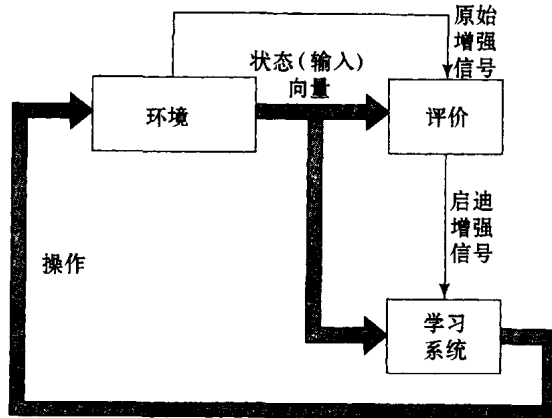 原始
增强
信号
状态(输入)
向量
环境
评价
启迪
增强
信号
操作
学习
系统